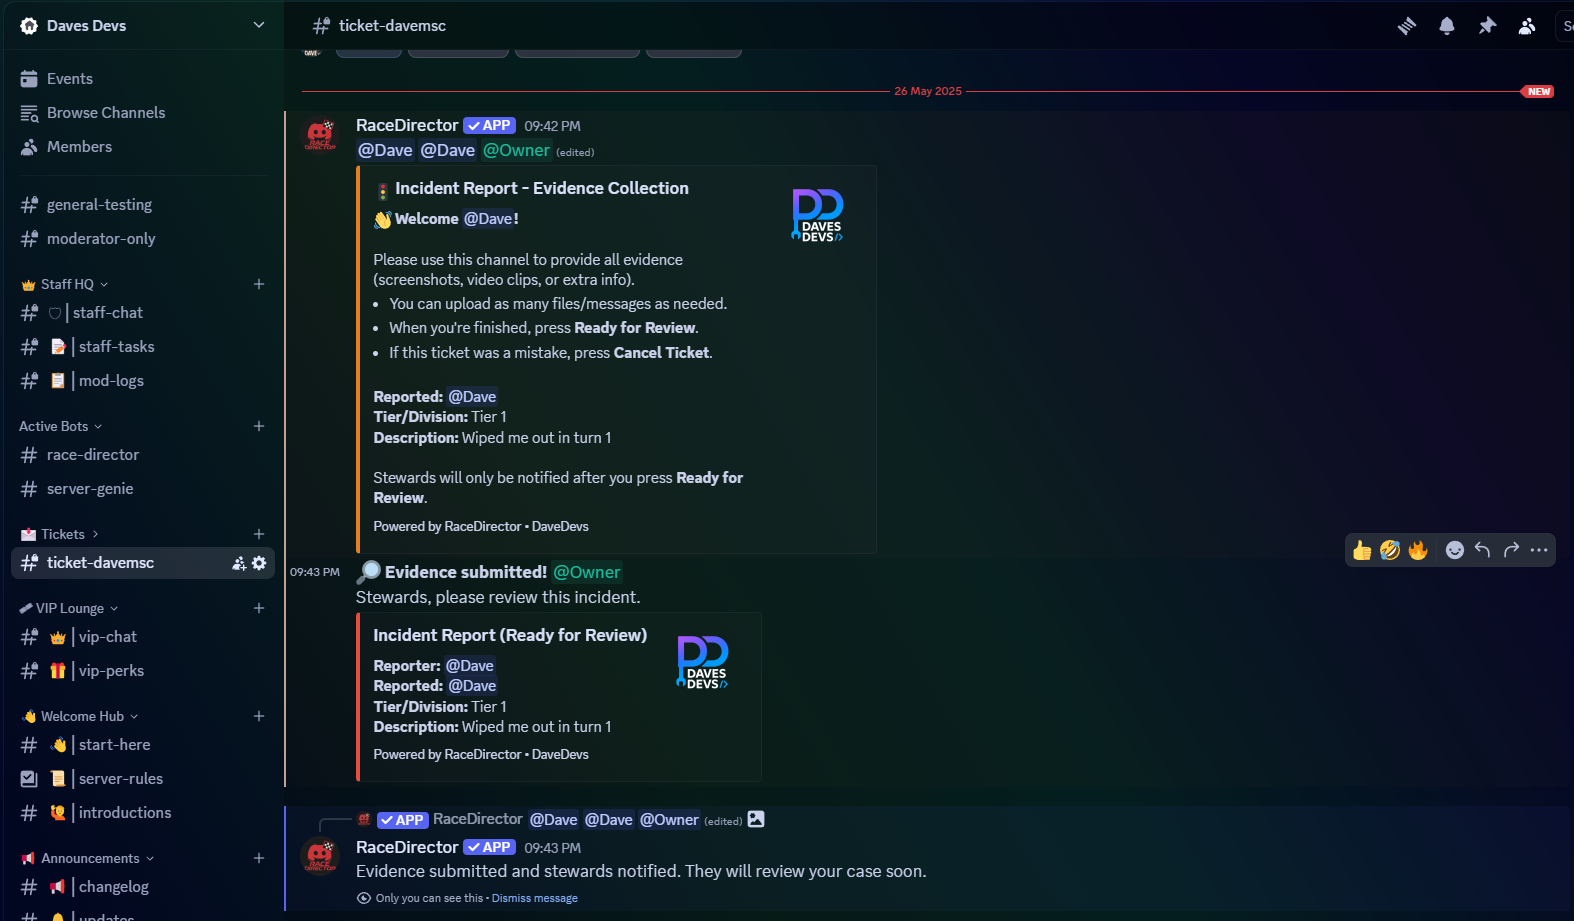 Daves Devs
Events
Browse Channels
Members
general-testing
moderator-only
Staff HQ
staff-chat
staff-tasks
mod-logs
Active Bots
race-director
server-genie
Tickets
ticket-davemsc
VIP Lounge
vip-chat
vip-perks
Welcome Hub
start-here
server-rules
introductions
Announcements
changelog
updates
ticket-davemsc
26 May 2025
NEW
RaceDirector APP 09:42 PM
@Dave @Dave @Owner (edited)
Incident Report - Evidence Collection
Welcome @Dave!
DAVES
DEVS
Please use this channel to provide all evidence
(screenshots, video clips, or extra info).
• You can upload as many files/messages as needed.
• When you're finished, press Ready for Review.
• If this ticket was a mistake, press Cancel Ticket.
Reported: @Dave
Tier/Division: Tier 1
Description: Wiped me out in turn 1
Stewards will only be notified after you press Ready for
Review.
Powered by RaceDirector • DaveDevs
09:43 PM Evidence submitted! @Owner
Stewards, please review this incident.
Incident Report (Ready for Review)
DAVES
DEVS
Reporter: @Dave
Reported: @Dave
Tier/Division: Tier 1
Description: Wiped me out in turn 1
Powered by RaceDirector • DaveDevs
APP RaceDirector @Dave @Dave @Owner (edited)
RaceDirector APP 09:43 PM
RACE
DIRECTOR
Evidence submitted and stewards notified. They will review your case soon.
Only you can see this • Dismiss message